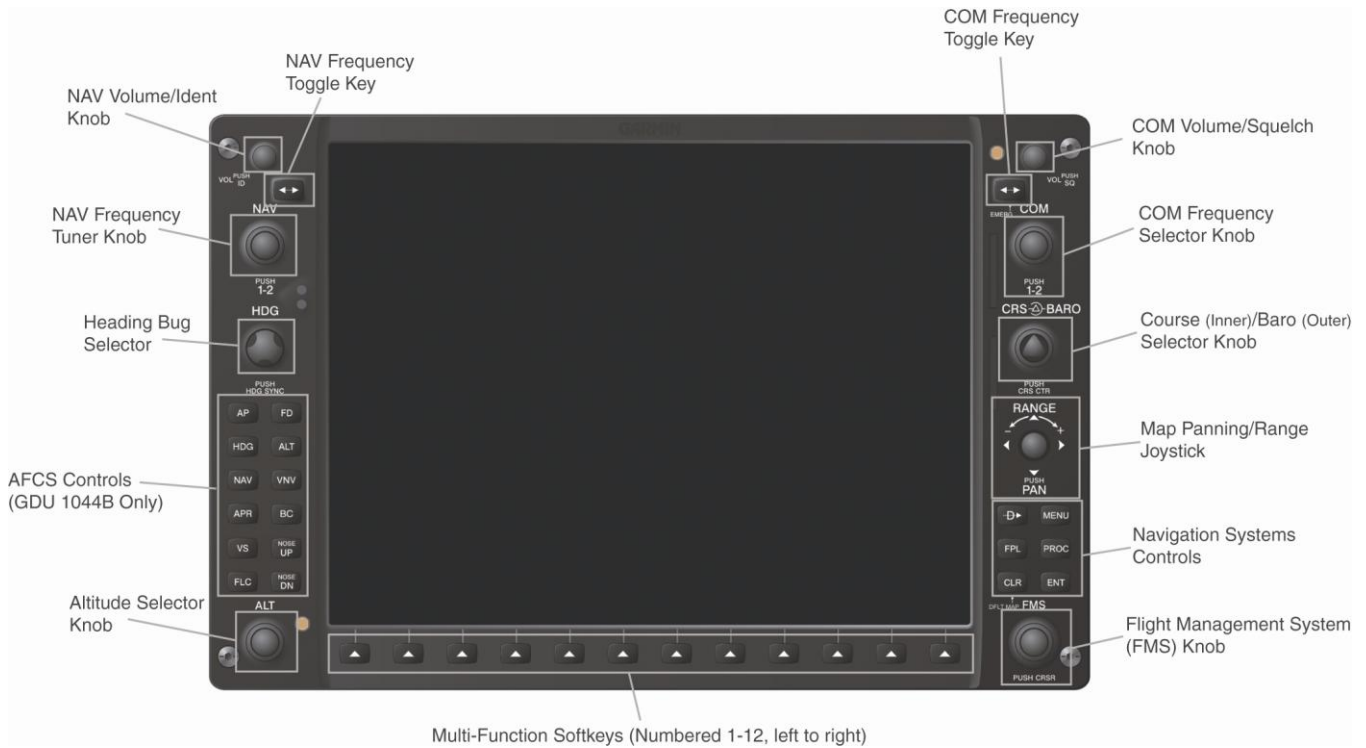 COM Frequency
Toggle Key
NAV Frequency
Toggle Key
NAV Volume/Ident
Knob
COM Volume/Squelch
Knob
GARMIN
VOL PUSH
ID
VOL PUSH
SQ
NAV
EMERG
COM
NAV Frequency
Tuner Knob
COM Frequency
Selector Knob
PUSH
1-2
PUSH
1-2
HDG
CRS BARO
Heading Bug
Selector
Course (Inner)/Baro (Outer)
Selector Knob
PUSH
HDG SYNC
PUSH
CRS CTR
AP FD
HDG ALT
NAV VNV
APR BC
VS NOSE
UP
FLC NOSE
DN
RANGE
- +
PUSH
PAN
Map Panning/Range
Joystick
AFCS Controls
(GDU 1044B Only)
D MENU
FPL PROC
CLR ENT
Navigation Systems
Controls
DFLT MAP FMS
ALT
Altitude Selector
Knob
Flight Management System
(FMS) Knob
PUSH CRSR
Multi-Function Softkeys (Numbered 1-12, left to right)